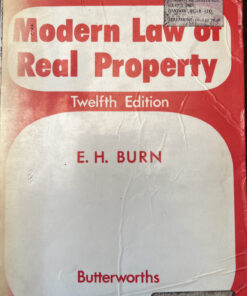 Modern Law of
Real Property
Twelfth Edition
E. H. BURN
Butterworths